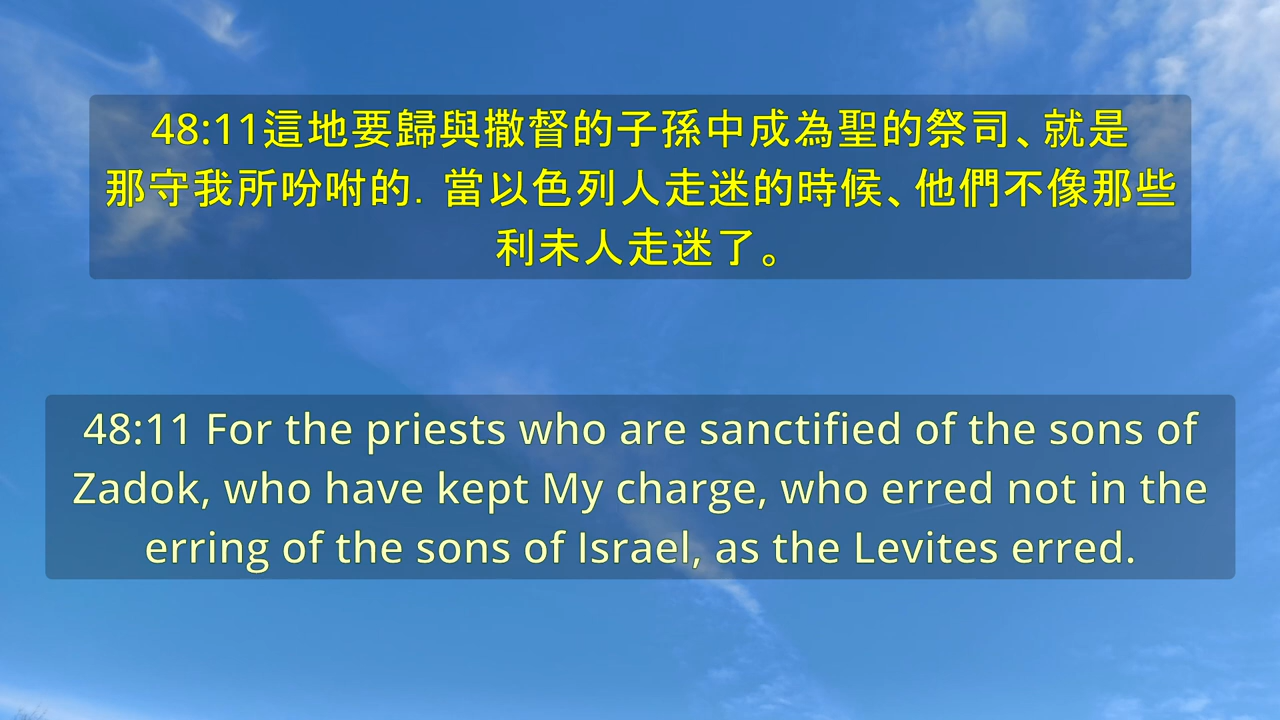 48:11這地要歸與撒督的子孫中成為聖的祭司、就是
那守我所吩咐的．當以色列人走迷的時候、他們不像那些
利未人走迷了。
48:11 For the priests who are sanctified of the sons of
Zadok, who have kept My charge, who erred not in the
erring of the sons of Israel, as the Levites erred.